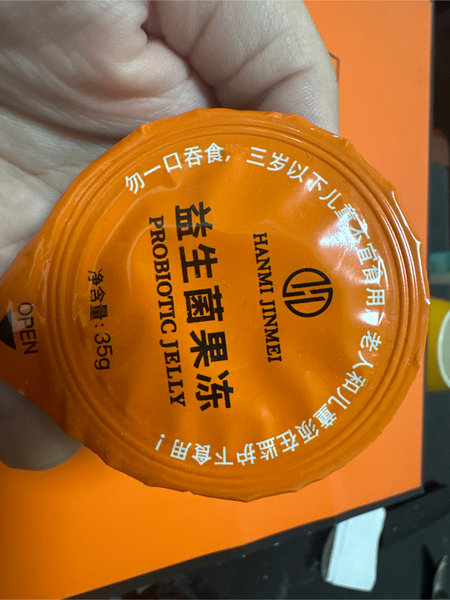 勿一口吞食，三岁以下儿童不宜食用，老人和儿童须在监护下食用！
HANMI JINMEI
益生菌果冻
PROBIOTIC JELLY
净含量：35g
OPEN